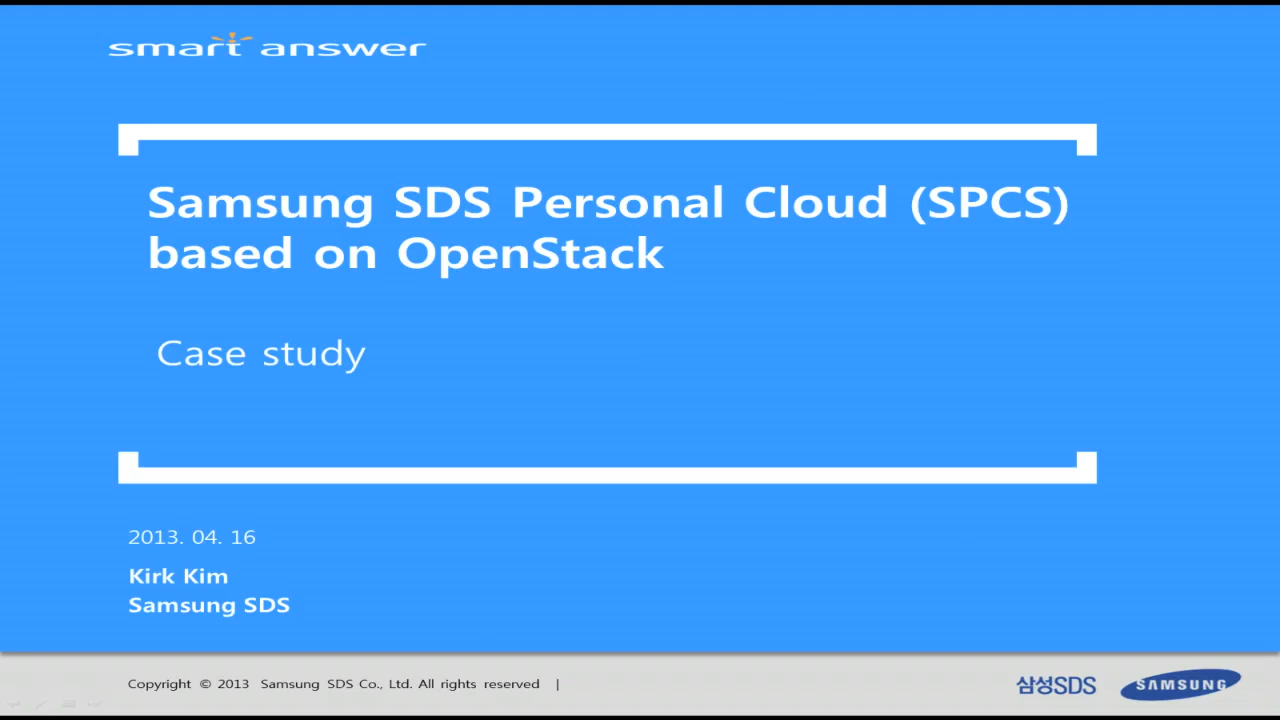 smart answer
Samsung SDS Personal Cloud (SPCS)
based on OpenStack
Case study
2013. 04. 16
Kirk Kim
Samsung SDS
Copyright © 2013 Samsung SDS Co., Ltd. All rights reserved |
삼성SDS
SAMSUNG